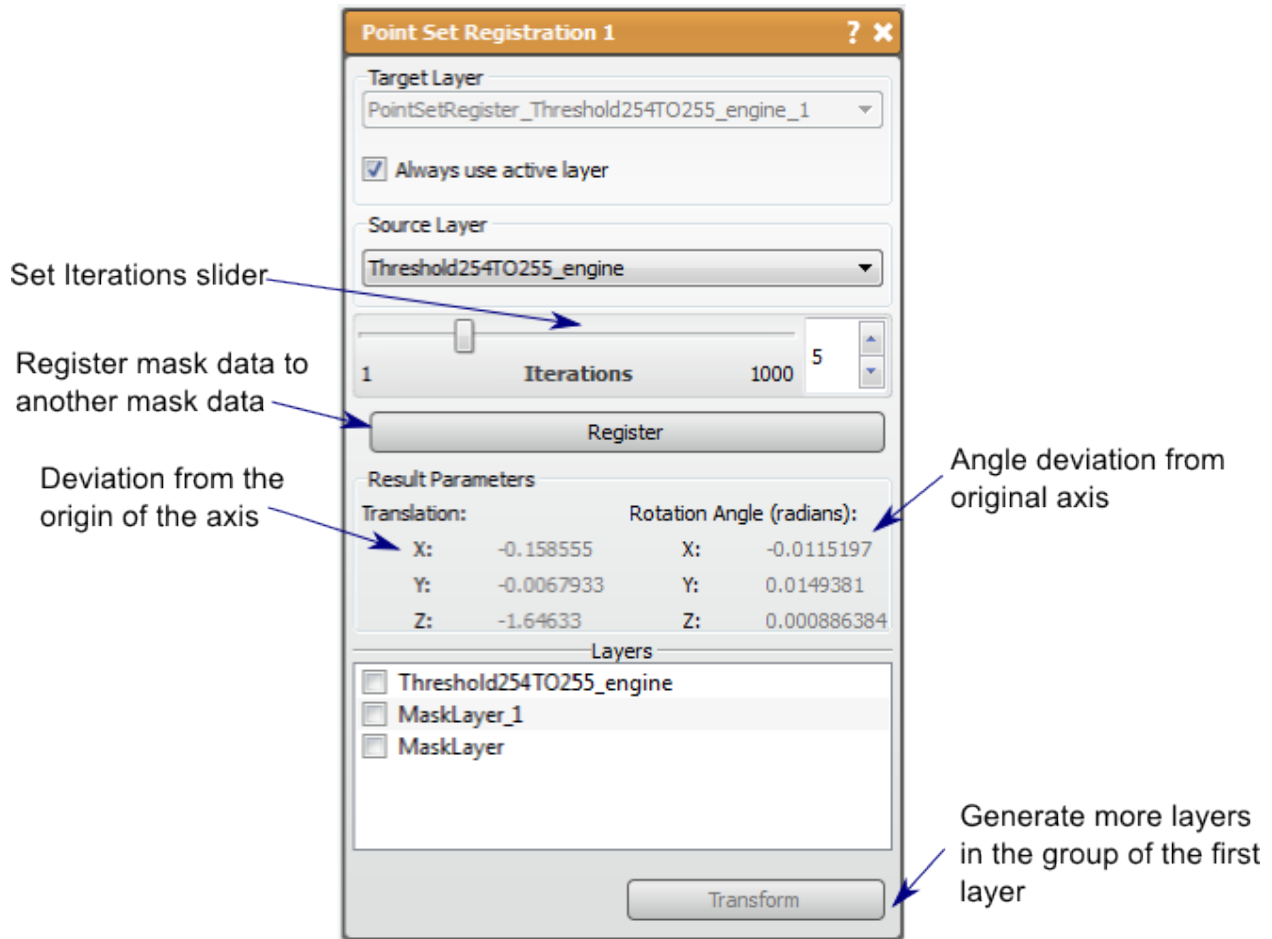 Point Set Registration 1 ? ×
Target Layer
PointSetRegister_Threshold254TO255_engine_1
Always use active layer
Source Layer
Threshold254TO255_engine
Set Iterations slider
1 Iterations 1000 5
Register mask data to
another mask data
Register
Deviation from the
origin of the axis
Angle deviation from
original axis
Result Parameters
Translation: Rotation Angle (radians):
X: -0.158555 X: -0.0115197
Y: -0.0067933 Y: 0.0149381
Z: -1.64633 Z: 0.000886384
Layers
Threshold254TO255_engine
MaskLayer_1
MaskLayer
Generate more layers
in the group of the first
layer
Transform